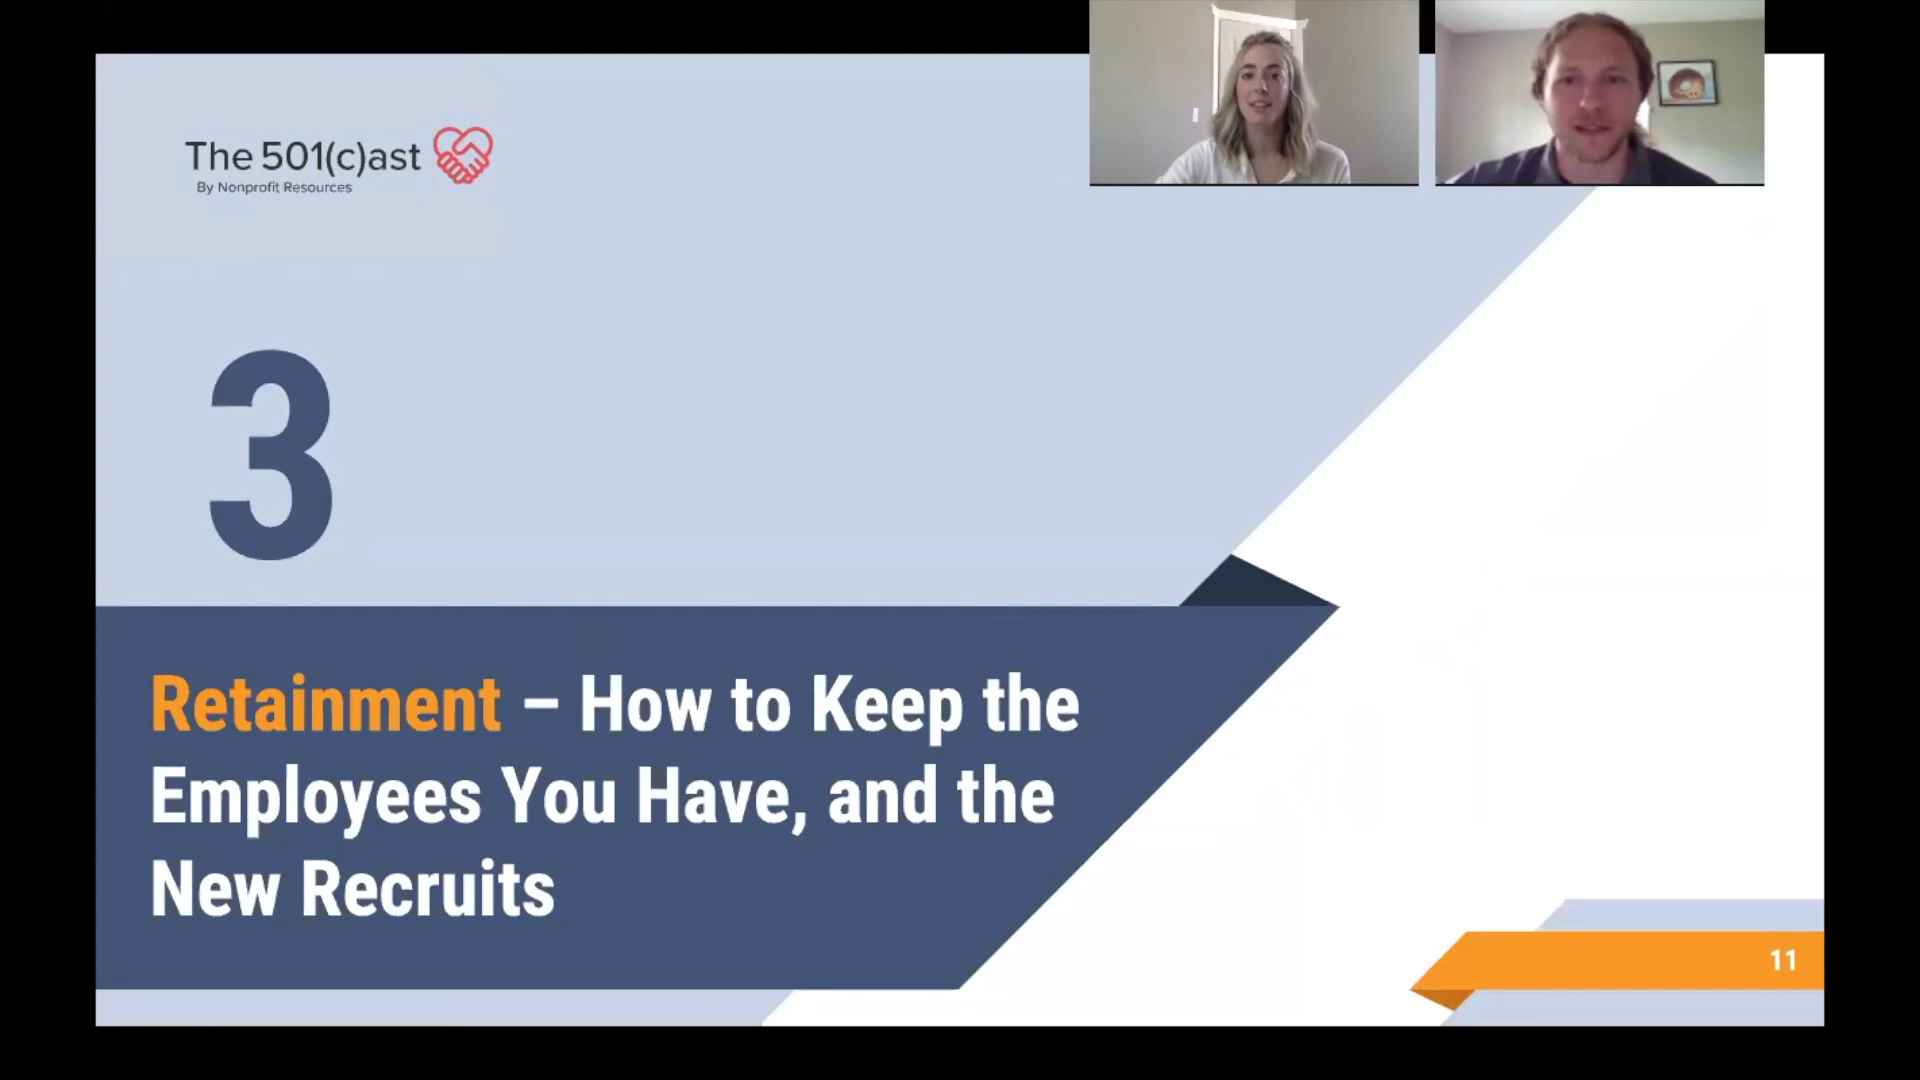 The 501(c)ast
By Nonprofit Resources
3
Retainment – How to Keep the
Employees You Have, and the
New Recruits
11